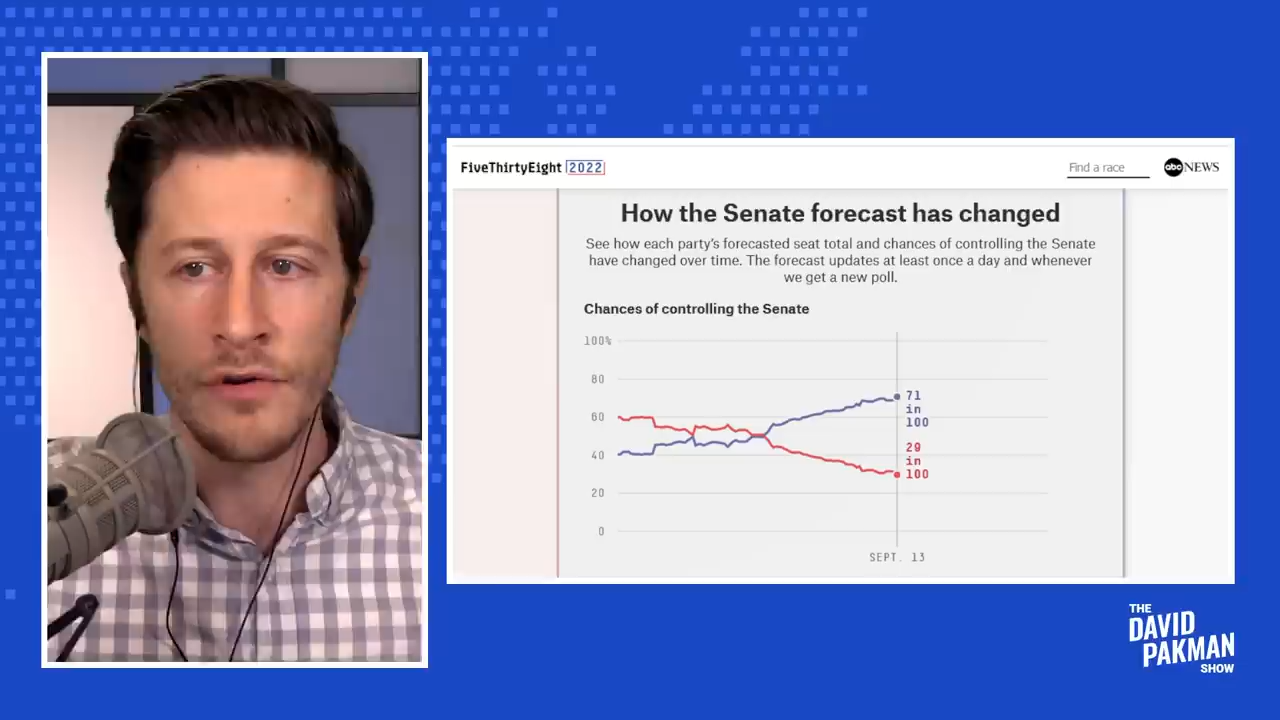 FiveThirtyEight 2022
Find a race
abc NEWS
How the Senate forecast has changed
See how each party's forecasted seat total and chances of controlling the Senate
have changed over time. The forecast updates at least once a day and whenever
we get a new poll.
Chances of controlling the Senate
100%
80
60
40
20
0
71
in
100
29
in
100
SEPT. 13
THE
DAVID
PAKMAN
SHOW